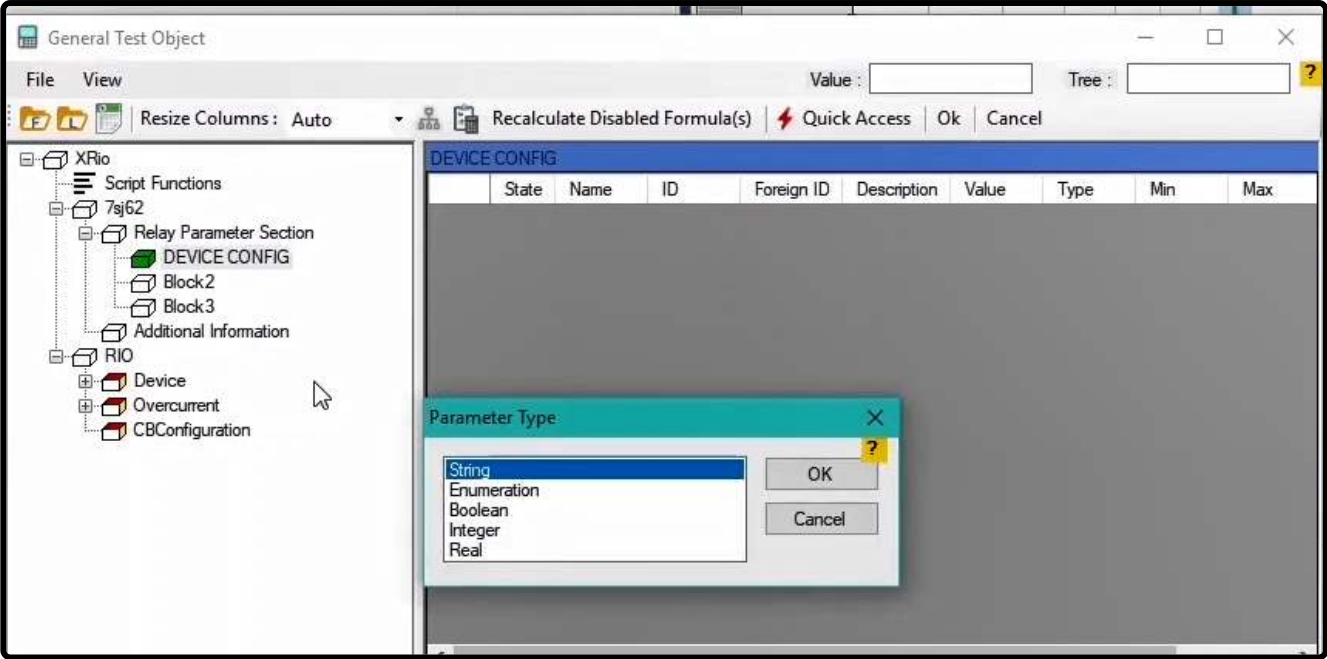 General Test Object
File View Value : Tree : ?
F L Resize Columns : Auto Recalculate Disabled Formula(s) Quick Access Ok Cancel
XRio
Script Functions
7sj62
Relay Parameter Section
DEVICE CONFIG
Block2
Block3
Additional Information
RIO
Device
Overcurrent
CBConfiguration
DEVICE CONFIG
State Name ID Foreign ID Description Value Type Min Max
Parameter Type
?
String
Enumeration
Boolean
Integer
Real
OK
Cancel